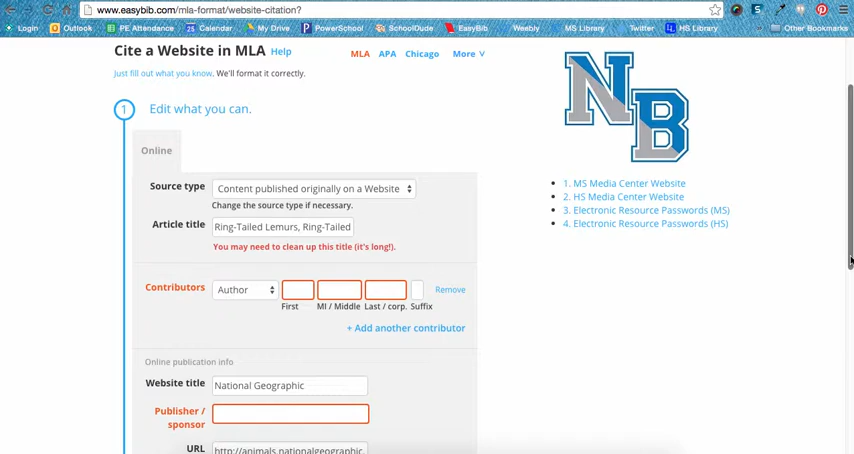 www.easybib.com/mla-format/website-citation?
Login Outlook PE Attendance 25 Calendar PowerSchool SchoolDude EasyBib Weebly MS Library Twitter HS Library Other Bookmarks
Cite a Website in MLA Help MLA APA Chicago More
Just fill out what you know. We'll format it correctly.
NB
1 Edit what you can.
Online
Source type Content published originally on a Website
Change the source type if necessary.
Article title Ring-Tailed Lemurs, Ring-Tailed
You may need to clean up this title (it's long!).
Contributors Author Remove
First MI / Middle Last / corp. Suffix
+ Add another contributor
Online publication info
Website title National Geographic
Publisher /
sponsor
URL http://animals.nationalgeographic.
1. MS Media Center Website
2. HS Media Center Website
3. Electronic Resource Passwords (MS)
4. Electronic Resource Passwords (HS)